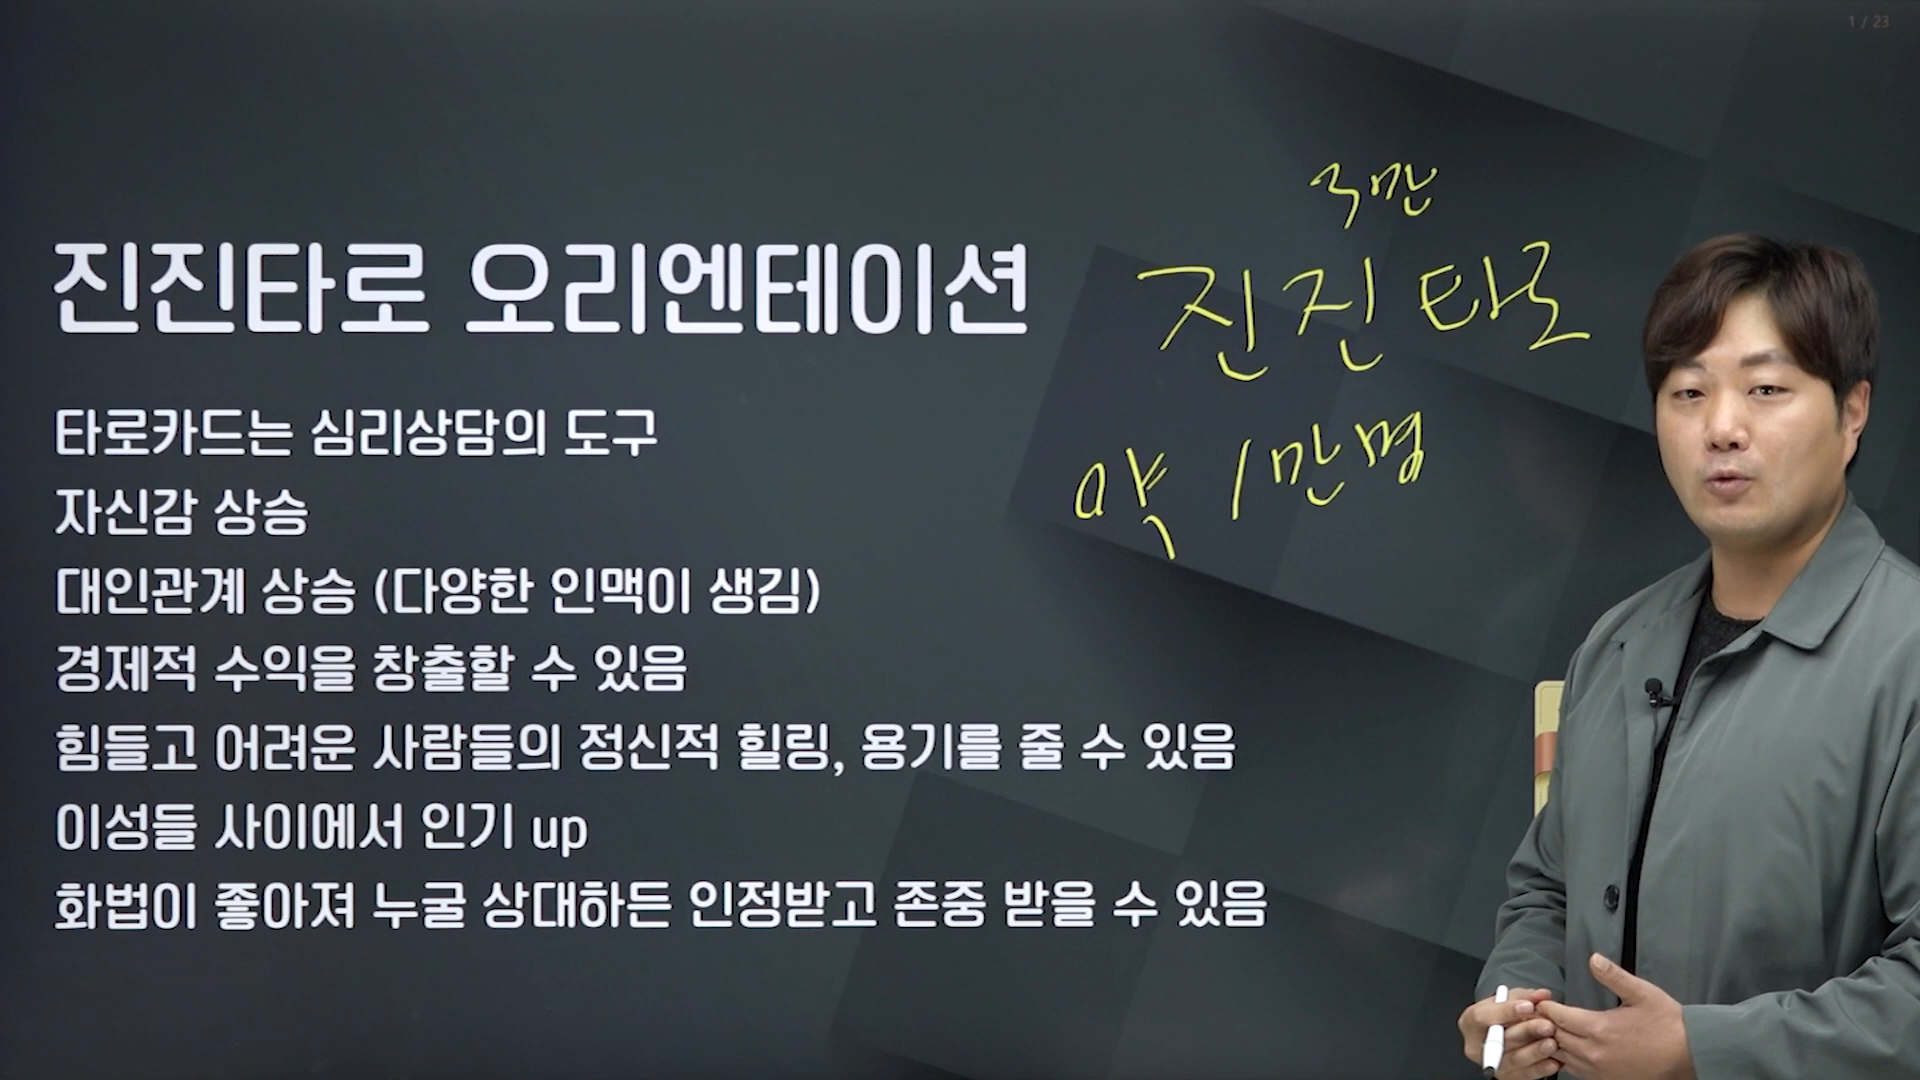 1 / 23
진진타로 오리엔테이션
타로카드는 심리상담의 도구
자신감 상승
대인관계 상승 (다양한 인맥이 생김)
경제적 수익을 창출할 수 있음
힘들고 어려운 사람들의 정신적 힐링, 용기를 줄 수 있음
이성들 사이에서 인기 up
화법이 좋아져 누굴 상대하든 인정받고 존중 받을 수 있음
진진타로
약 1만명